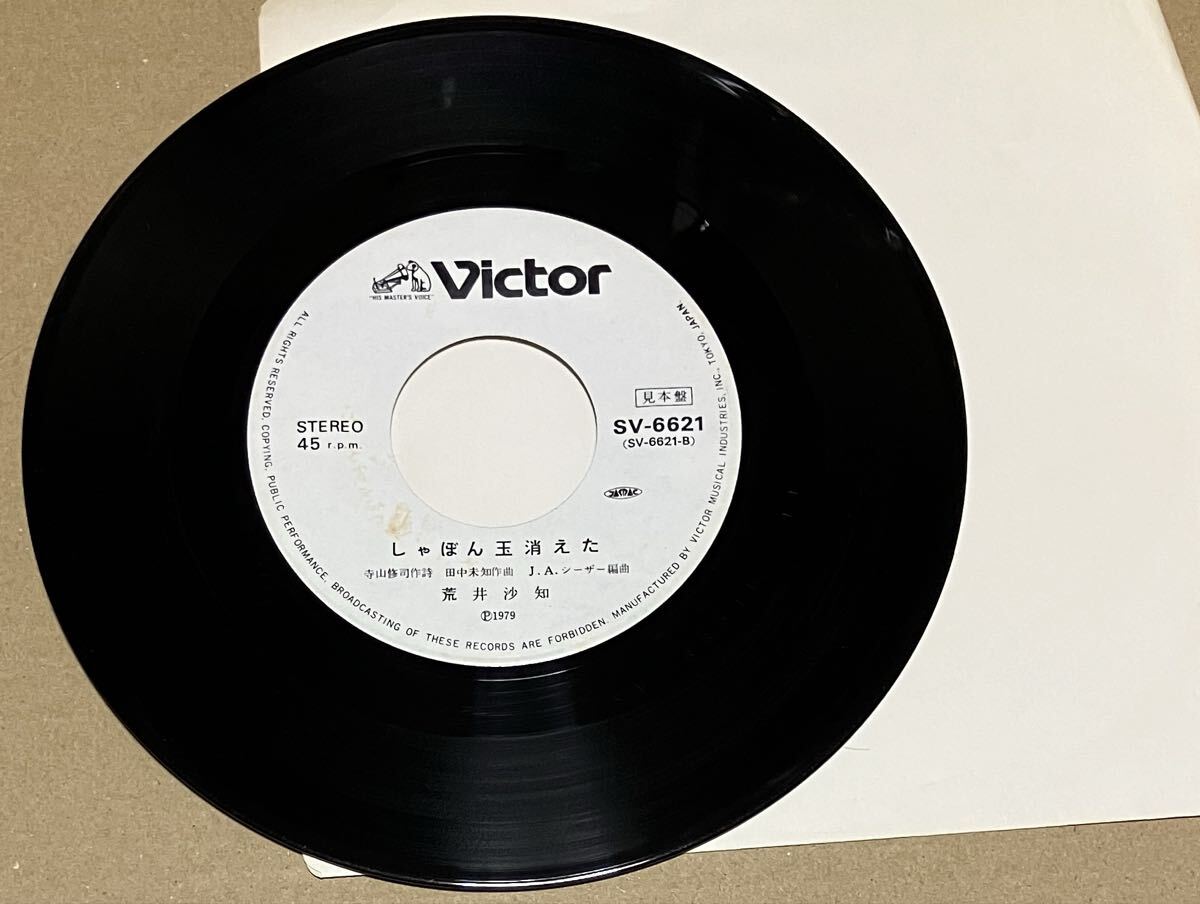 Victor
"HIS MASTER'S VOICE"
見本盤
STEREO
45 r.p.m.
SV-6621
(SV-6621-B)
JASRAC
しゃぼん玉消えた
寺山修司作詩 田中未知作曲 J.A.シーザー編曲
荒井沙知
Ⓟ1979
ALL RIGHTS RESERVED. COPYING, PUBLIC PERFORMANCE, BROADCASTING OF THESE RECORDS ARE FORBIDDEN. MANUFACTURED BY VICTOR MUSICAL INDUSTRIES, INC., TOKYO, JAPAN.